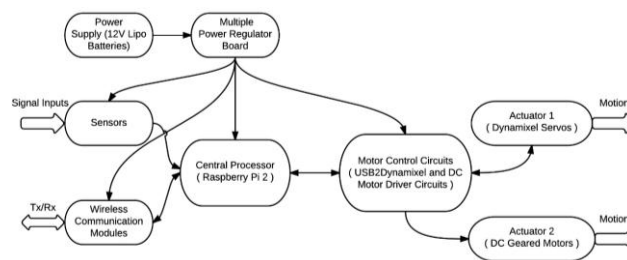 Power
Supply (12V Lipo
Batteries)
Multiple
Power Regulator
Board
Signal Inputs
Sensors
Central Processor
( Raspberry Pi 2 )
Motor Control Circuits
( USB2Dynamixel and DC
Motor Driver Circuits )
Actuator 1
( Dynamixel Servos )
Motion
Tx/Rx
Wireless
Communication
Modules
Actuator 2
( DC Geared Motors )
Motion